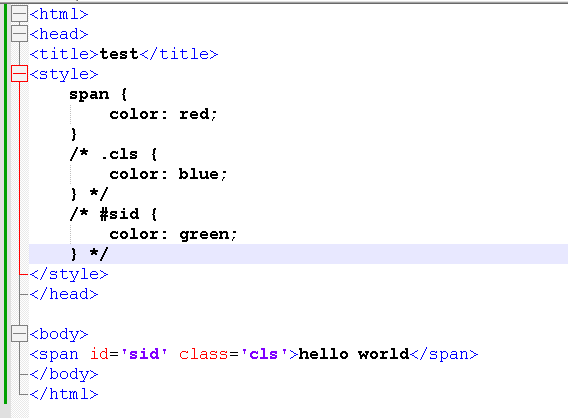 <html>
<head>
<title>test</title>
<style>
    span {
        color: red;
    }
    /* .cls {
        color: blue;
    } */
    /* #sid {
        color: green;
    } */
</style>
</head>

<body>
<span id='sid' class='cls'>hello world</span>
</body>
</html>